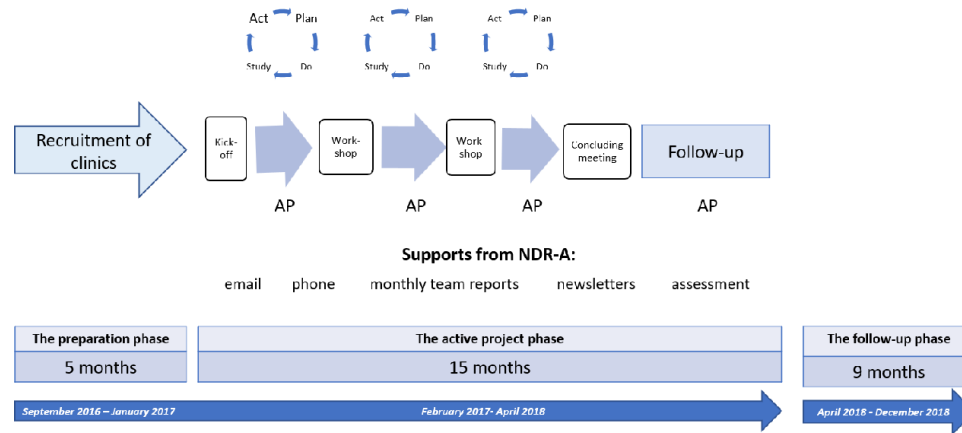 Act Plan
Study Do
Act Plan
Study Do
Act Plan
Study Do
Recruitment of
clinics
Kick-
off
Work-
shop
Work
shop
Concluding
meeting
Follow-up
AP
AP
AP
AP
Supports from NDR-A:
email phone monthly team reports newsletters assessment
The preparation phase
5 months
The active project phase
15 months
The follow-up phase
9 months
September 2016 – January 2017
February 2017- April 2018
April 2018 - December 2018